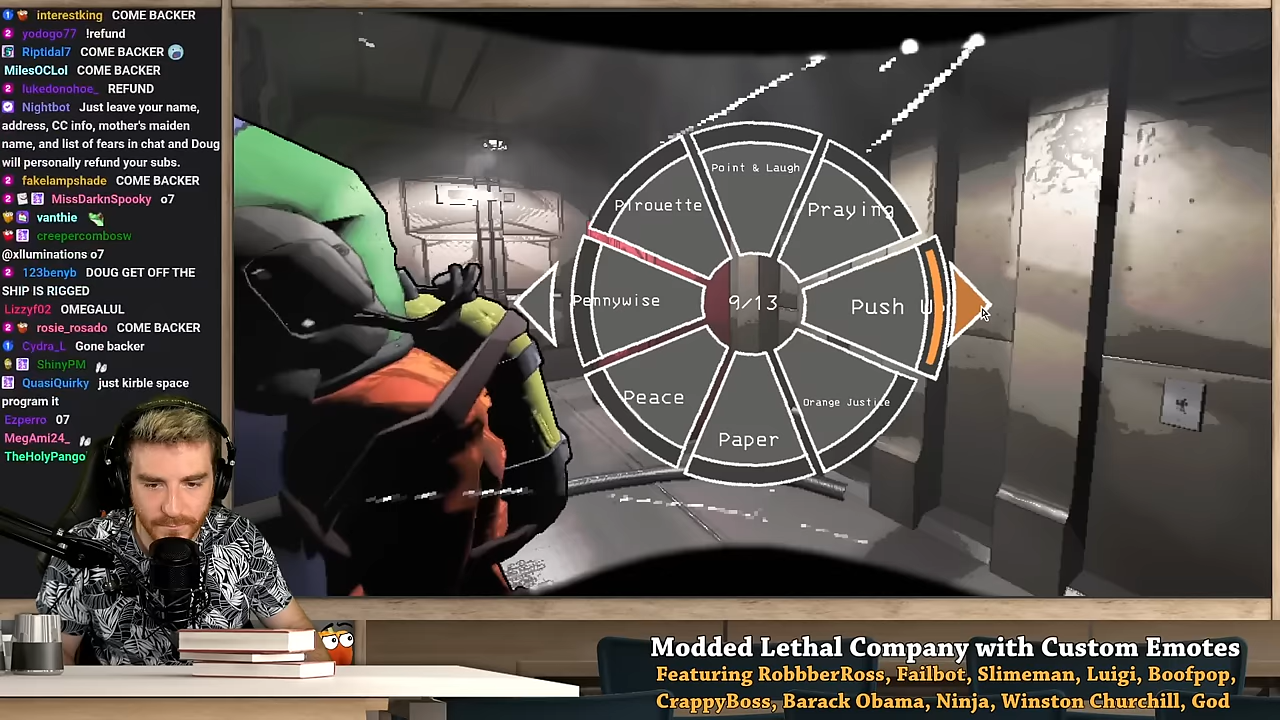 interestking COME BACKER
yodogo77 !refund
Riptidal7 COME BACKER
MilesOCLol COME BACKER
lukedonohoe_ REFUND
Nightbot Just leave your name,
address, CC info, mother's maiden
name, and list of fears in chat and Doug
will personally refund your subs.
fakelampshade COME BACKER
MissDarknSpooky o7
vanthie
creepercombosw
@xlluminations o7
123benyb DOUG GET OFF THE
SHIP IS RIGGED
Lizzyf02 OMEGALUL
rosie_rosado COME BACKER
Cydra_L Gone backer
ShinyPM
QuasiQuirky just kirble space
program it
Ezperro 07
MegAmi24_
TheHolyPango
Point & Laugh
Pirouette
Praying
Pennywise
9/13
Push U
Peace
Orange Justice
Paper
Modded Lethal Company with Custom Emotes
Featuring RobbberRoss, Failbot, Slimeman, Luigi, Boofpop,
CrappyBoss, Barack Obama, Ninja, Winston Churchill, God